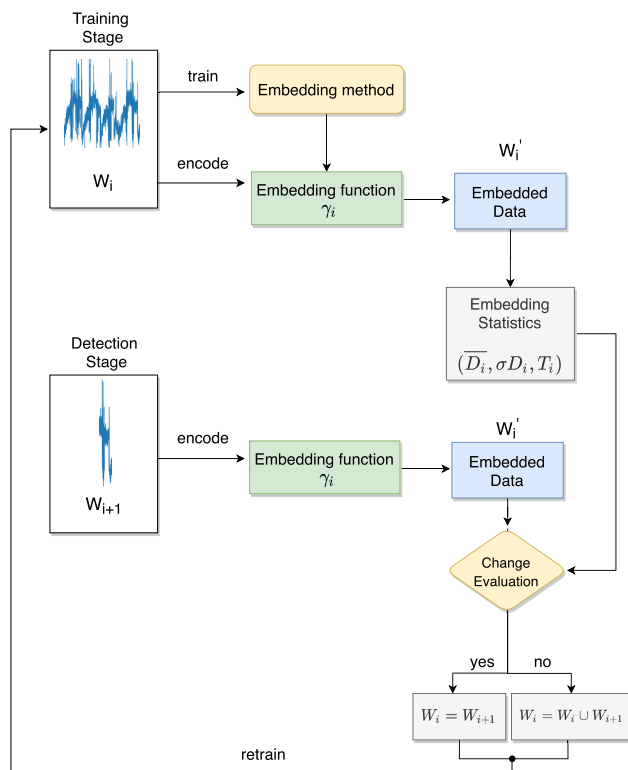 Training
Stage
train
Embedding method
W_i
encode
Embedding function
γ_i
W_i'
Embedded
Data
Embedding
Statistics
(\overline{D_i}, σD_i, T_i)
Detection
Stage
W_{i+1}
encode
Embedding function
γ_i
W_i'
Embedded
Data
Change
Evaluation
yes
no
W_i = W_{i+1}
W_i = W_i ∪ W_{i+1}
retrain